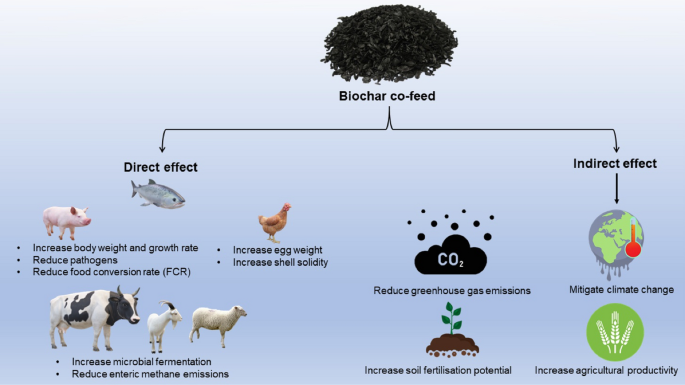 Biochar co-feed
Direct effect
Indirect effect
• Increase body weight and growth rate
• Reduce pathogens
• Reduce food conversion rate (FCR)
• Increase egg weight
• Increase shell solidity
CO₂
Reduce greenhouse gas emissions
Mitigate climate change
• Increase microbial fermentation
• Reduce enteric methane emissions
Increase soil fertilisation potential
Increase agricultural productivity